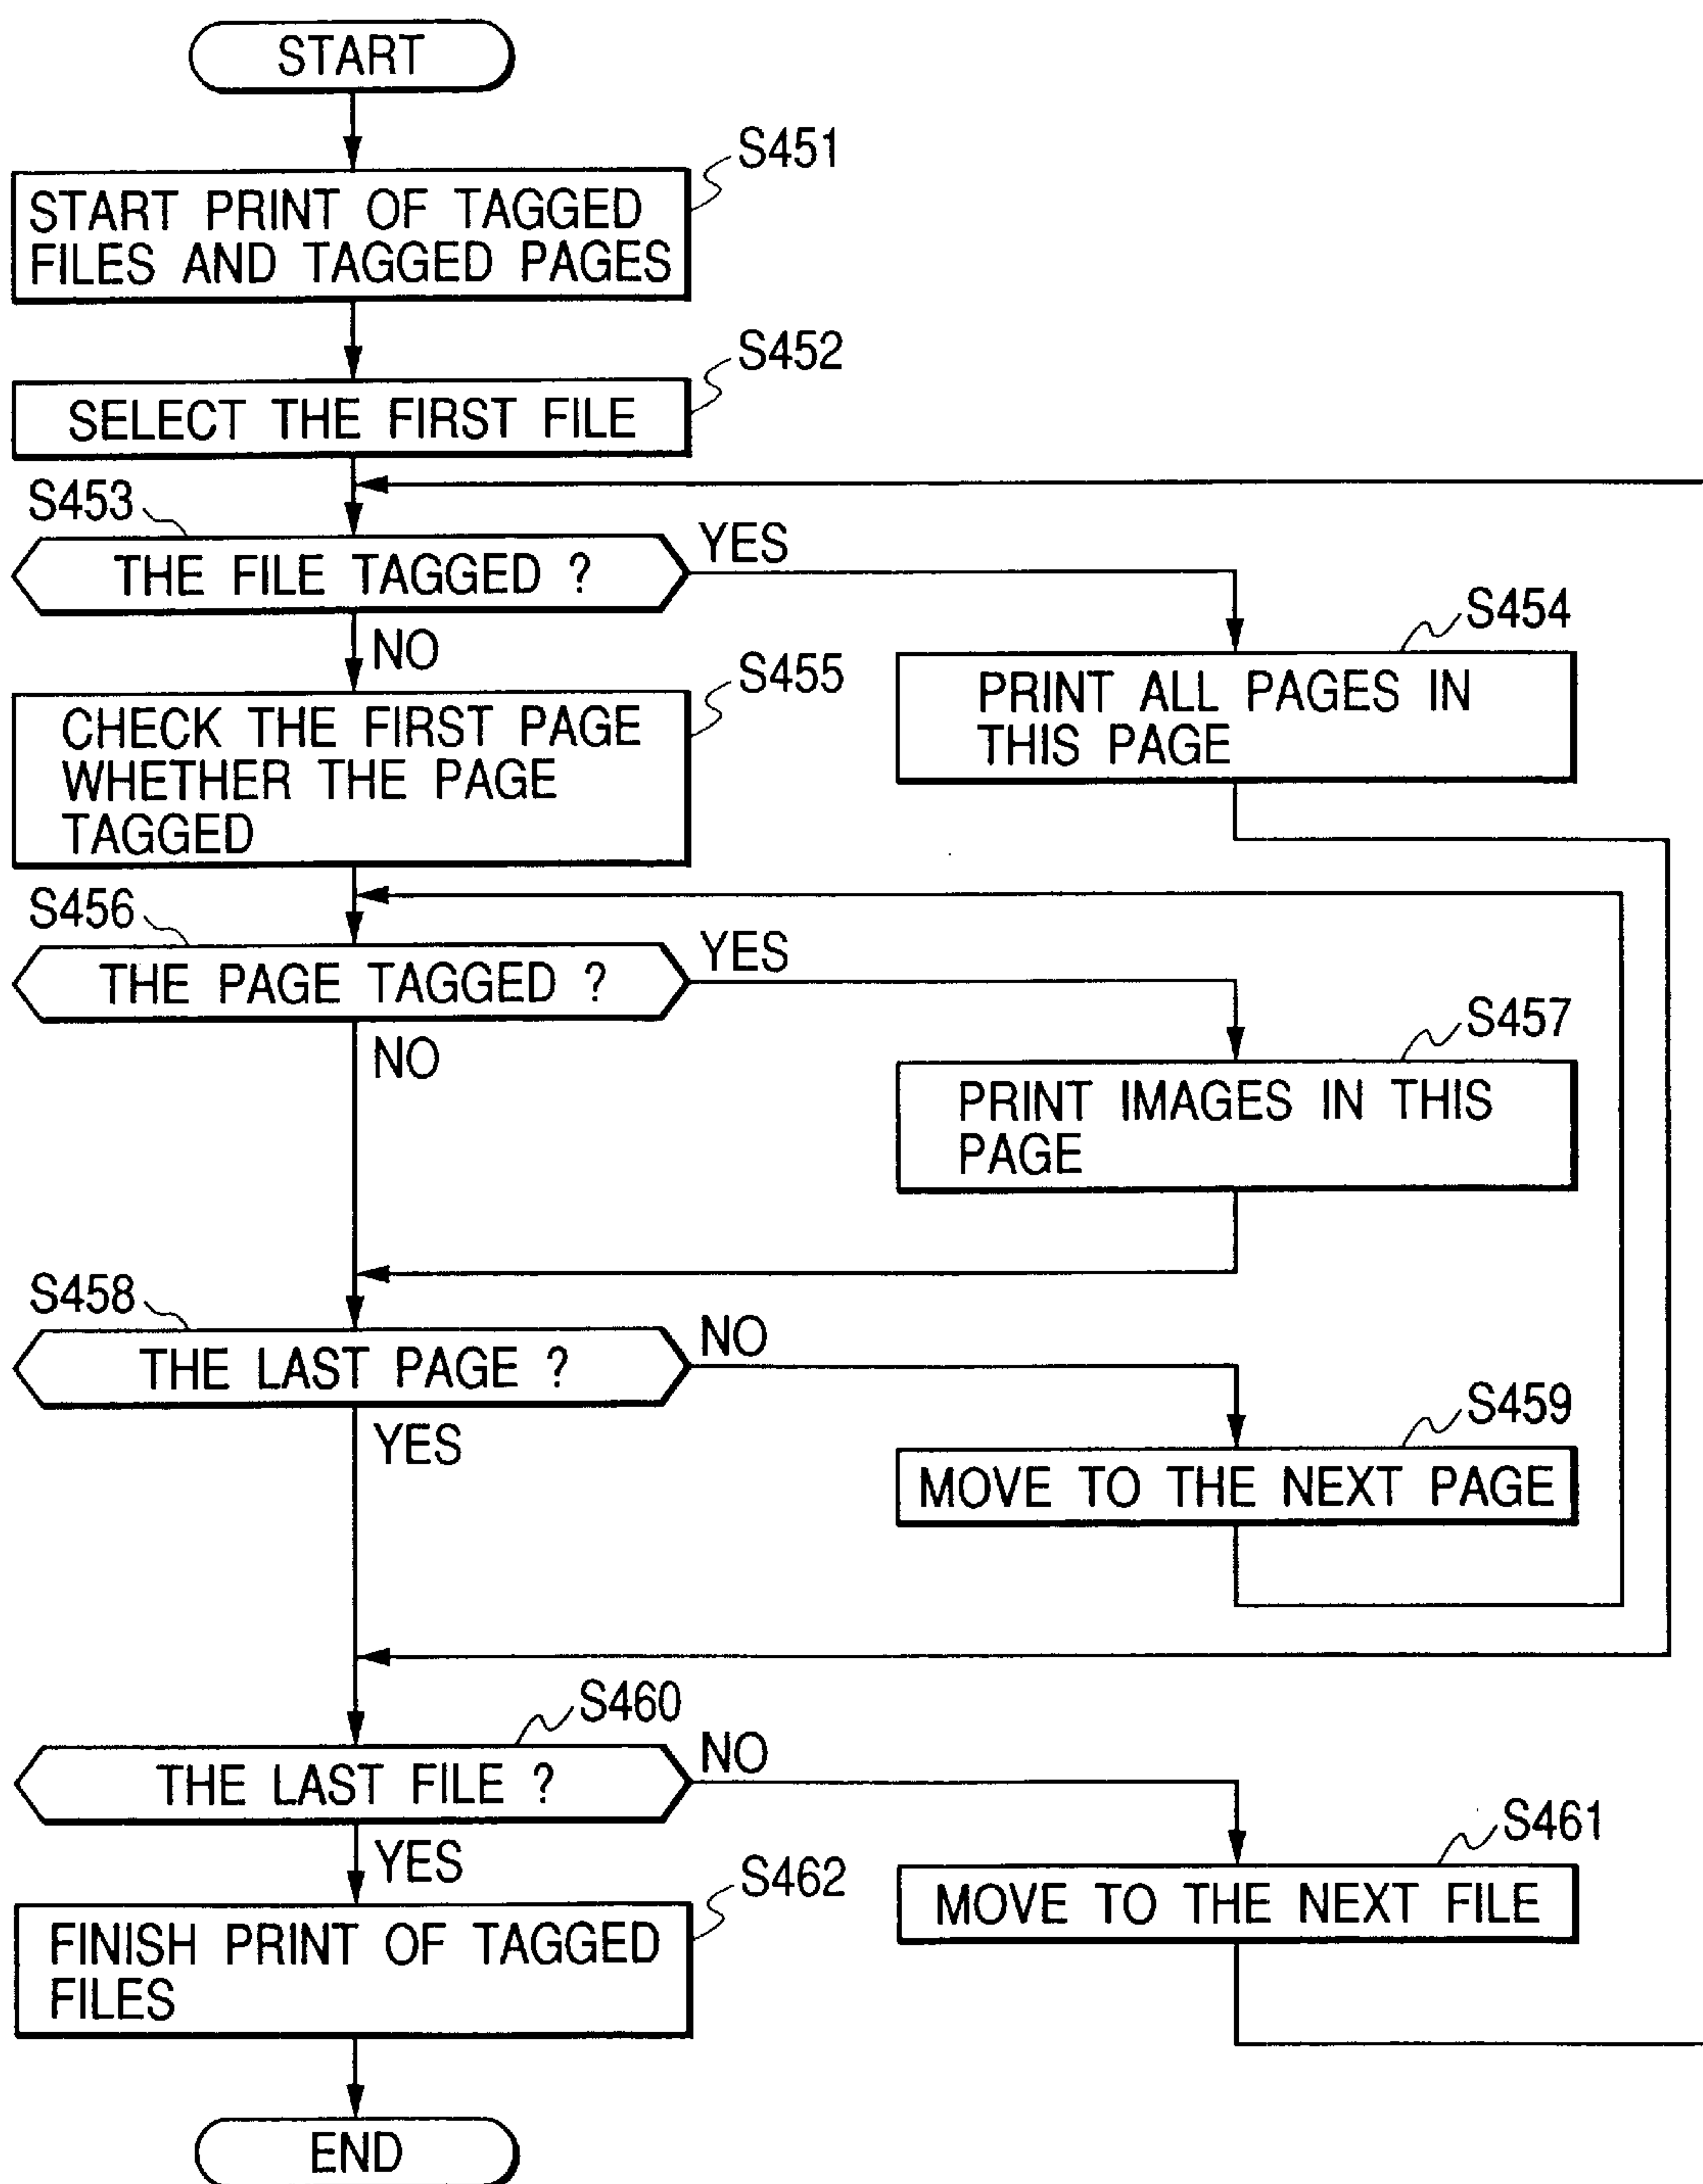 START
S451
START PRINT OF TAGGED
FILES AND TAGGED PAGES
S452
SELECT THE FIRST FILE
S453
THE FILE TAGGED ?
YES
NO
S454
PRINT ALL PAGES IN
THIS PAGE
S455
CHECK THE FIRST PAGE
WHETHER THE PAGE
TAGGED
S456
THE PAGE TAGGED ?
YES
NO
S457
PRINT IMAGES IN THIS
PAGE
S458
THE LAST PAGE ?
NO
YES
S459
MOVE TO THE NEXT PAGE
S460
THE LAST FILE ?
NO
YES
S461
MOVE TO THE NEXT FILE
S462
FINISH PRINT OF TAGGED
FILES
END